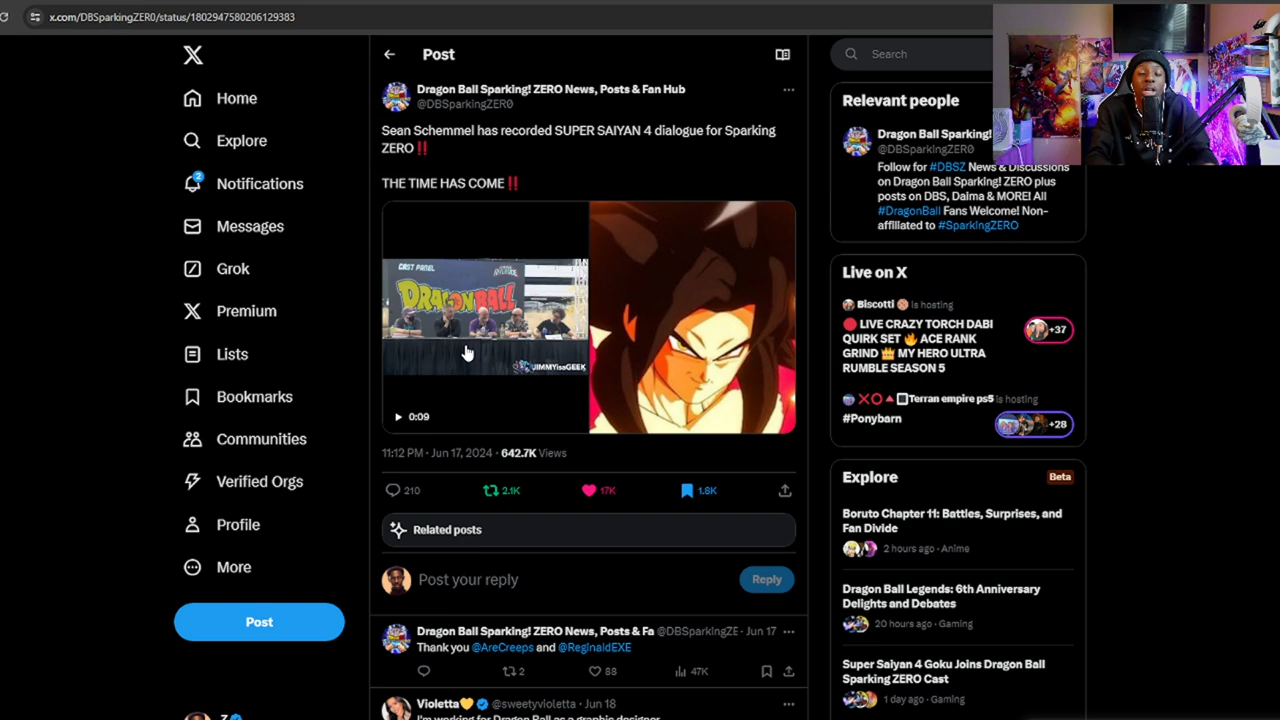 x.com/DBSparkingZER0/status/1802947580206129383
Home
Explore
2
Notifications
Messages
Grok
Premium
Lists
Bookmarks
Communities
Verified Orgs
Profile
More
Post
Z
Post
Dragon Ball Sparking! ZERO News, Posts & Fan Hub
@DBSparkingZER0
Sean Schemmel has recorded SUPER SAIYAN 4 dialogue for Sparking
ZERO‼️
THE TIME HAS COME‼️
CAST PANEL
DRAGONBALL
JIMMYisaGEEK
0:09
11:12 PM · Jun 17, 2024 · 642.7K Views
210
2.1K
17K
1.8K
Related posts
Post your reply
Reply
Dragon Ball Sparking! ZERO News, Posts & Fa @DBSparkingZE · Jun 17
Thank you @AreCreeps and @ReginaldEXE
2
88
47K
Violetta💛 @sweetyvioletta · Jun 18
I'm working for Dragon Ball as a graphic designer
Search
Relevant people
Dragon Ball Sparking!
@DBSparkingZER0
Follow for #DBSZ News & Discussions
on Dragon Ball Sparking! ZERO plus
posts on DBS, Daima & MORE! All
#DragonBall Fans Welcome! Non-
affiliated to #SparkingZERO
Live on X
Biscotti 🍪 is hosting
🔴 LIVE CRAZY TORCH DABI
QUIRK SET 🔥 ACE RANK
GRIND 👑 MY HERO ULTRA
RUMBLE SEASON 5
+37
Terran empire ps5 is hosting
#Ponybarn
+28
Explore
Beta
Boruto Chapter 11: Battles, Surprises, and
Fan Divide
2 hours ago · Anime
Dragon Ball Legends: 6th Anniversary
Delights and Debates
20 hours ago · Gaming
Super Saiyan 4 Goku Joins Dragon Ball
Sparking ZERO Cast
1 day ago · Gaming